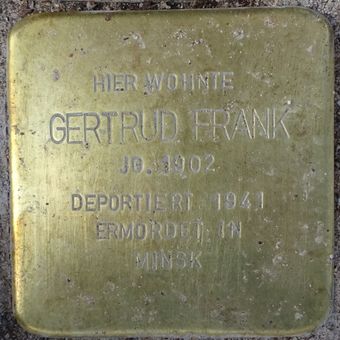 HIER WOHNTE
GERTRUD FRANK
JG. 1902
DEPORTIERT 1941
ERMORDET IN
MINSK